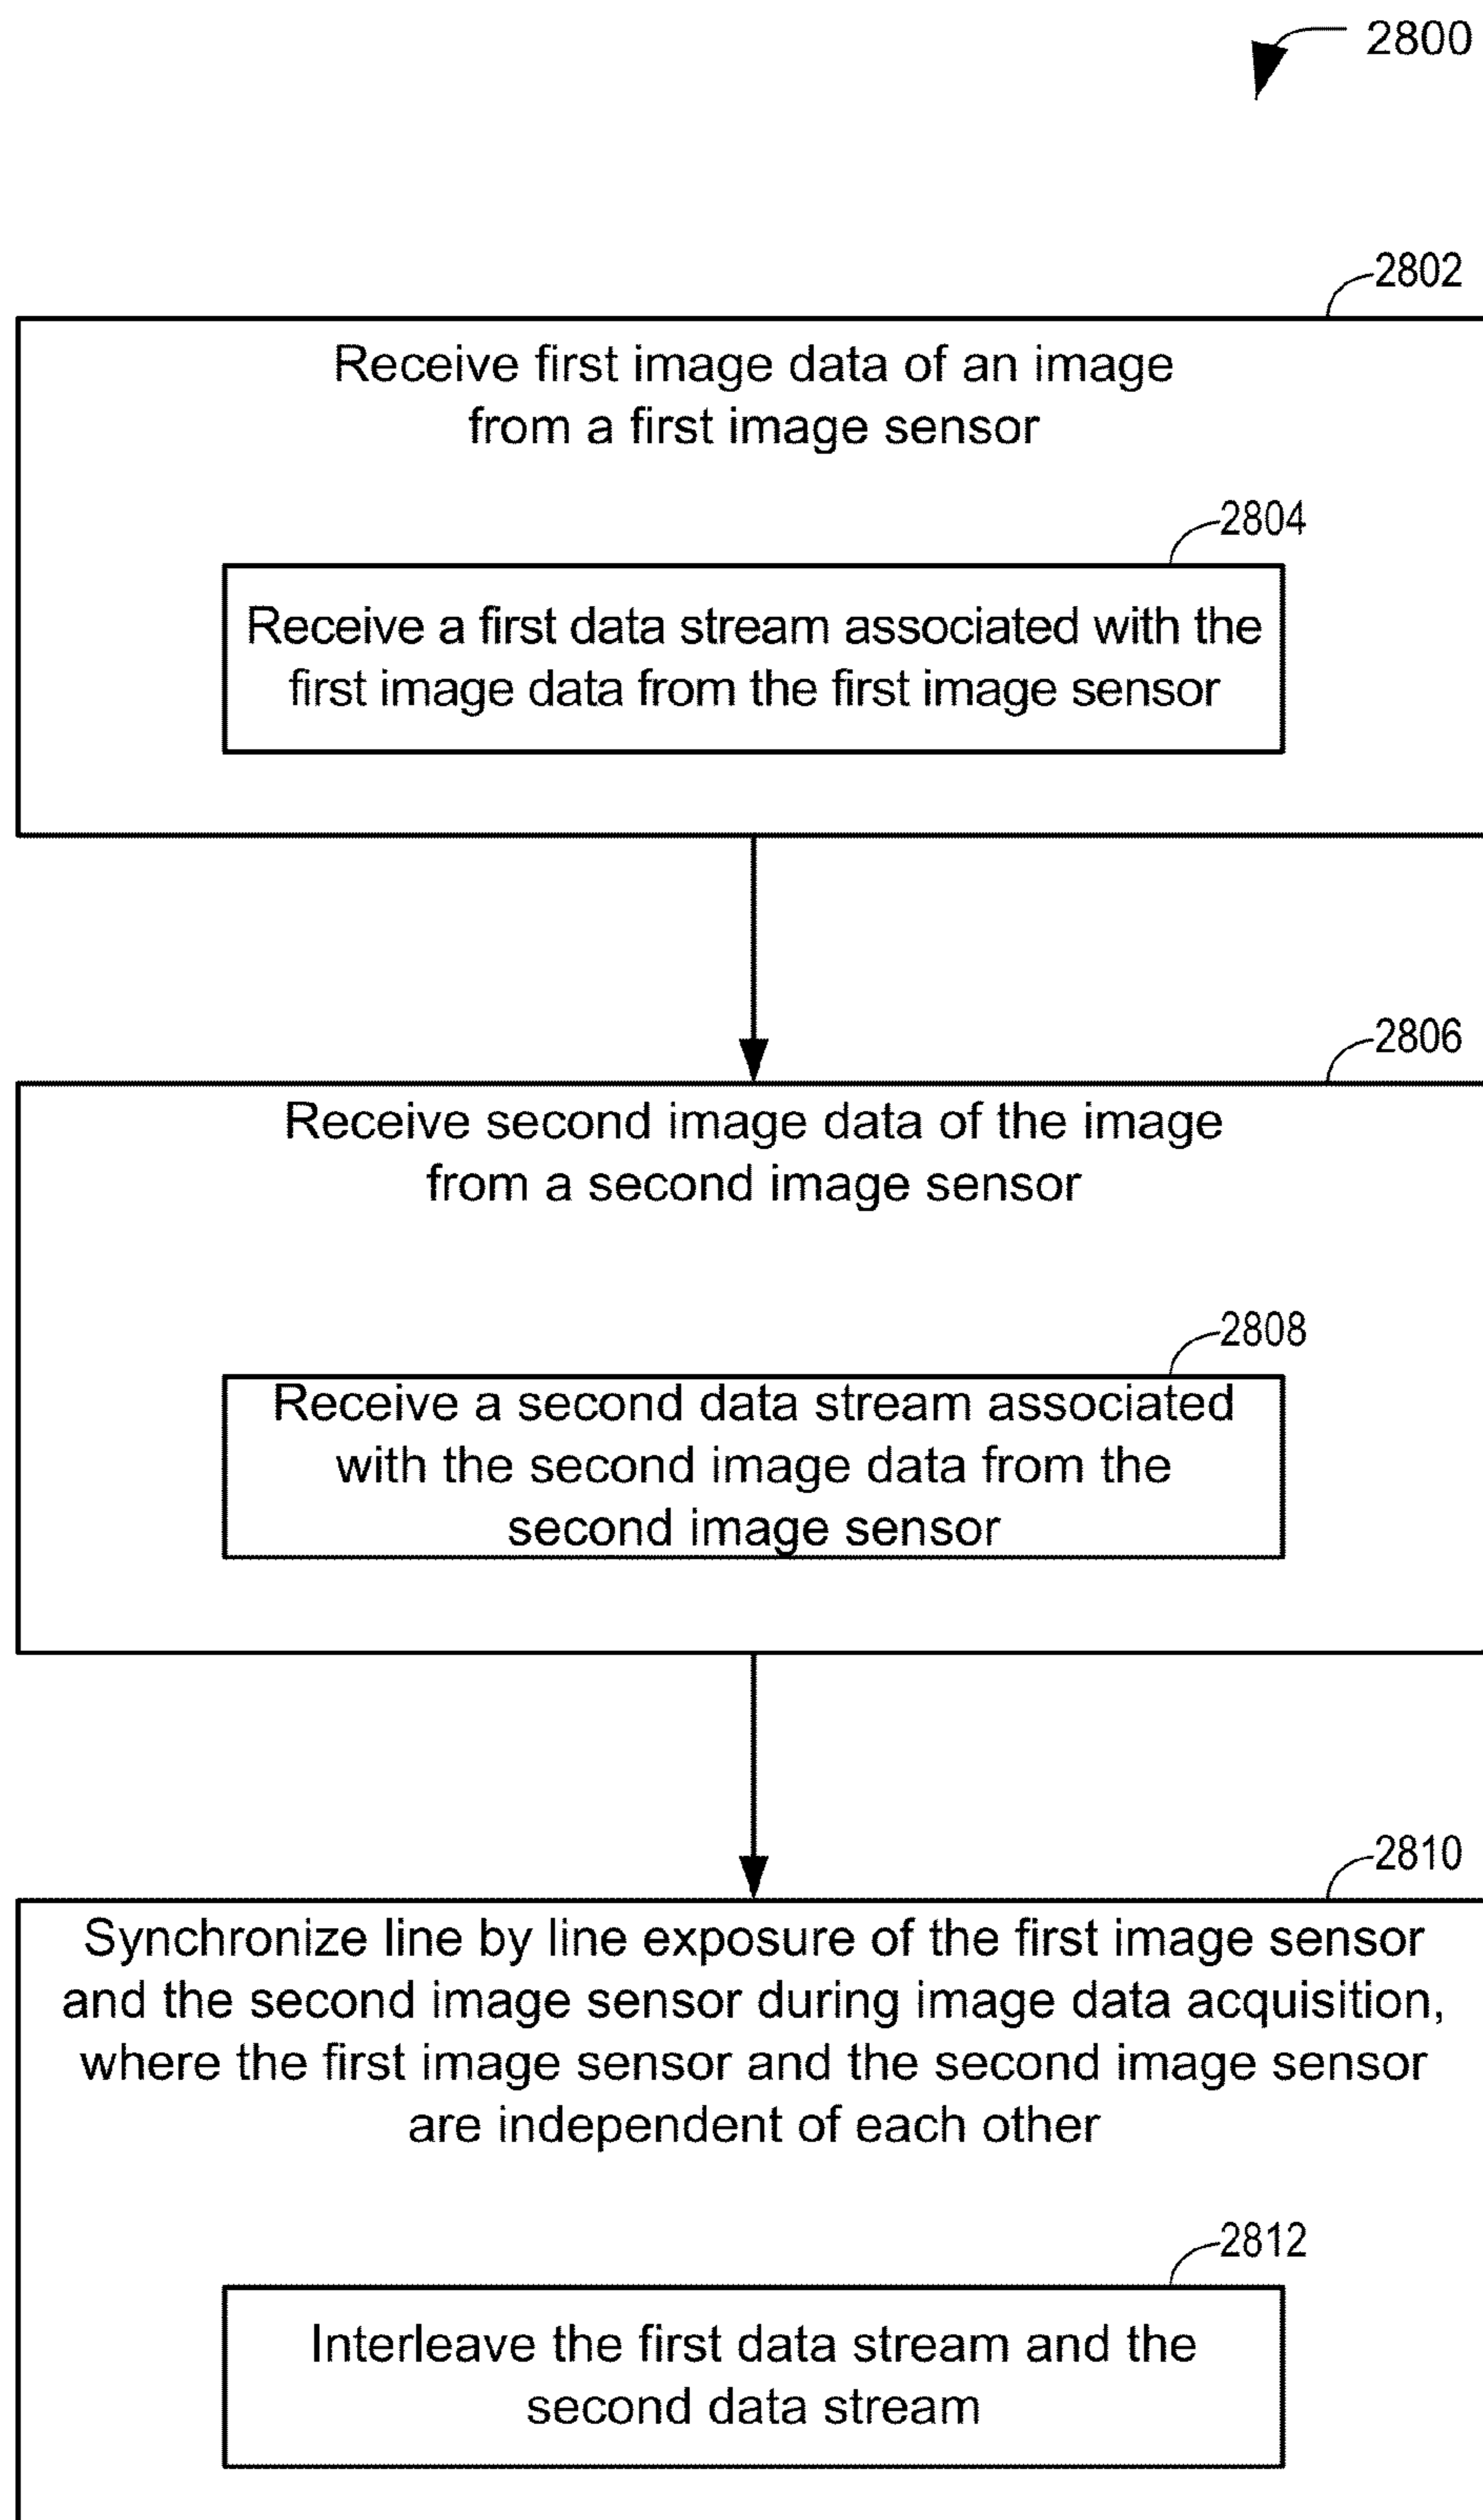 2800
2802
Receive first image data of an image
from a first image sensor
2804
Receive a first data stream associated with the
first image data from the first image sensor
2806
Receive second image data of the image
from a second image sensor
2808
Receive a second data stream associated
with the second image data from the
second image sensor
2810
Synchronize line by line exposure of the first image sensor
and the second image sensor during image data acquisition,
where the first image sensor and the second image sensor
are independent of each other
2812
Interleave the first data stream and the
second data stream